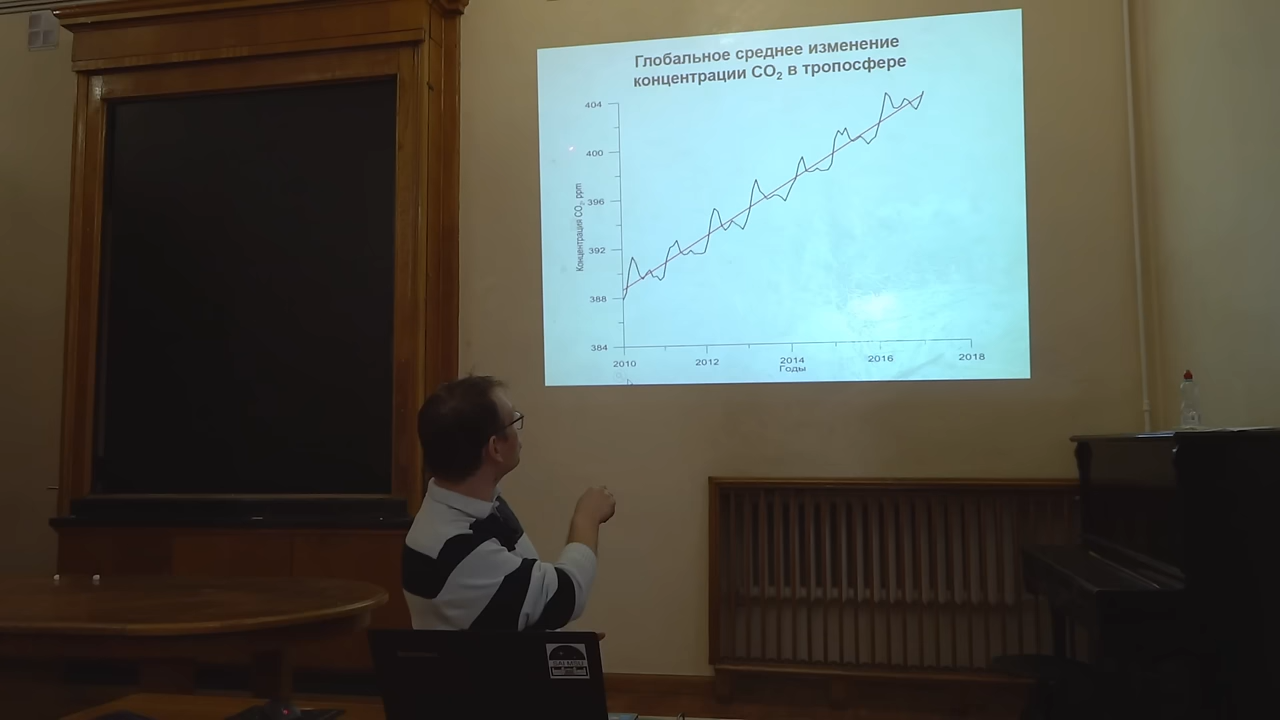 Глобальное среднее изменение
концентрации CO₂ в тропосфере
404
400
396
392
388
384
Концентрация CO₂, ppm
2010
2012
2014
2016
2018
Годы